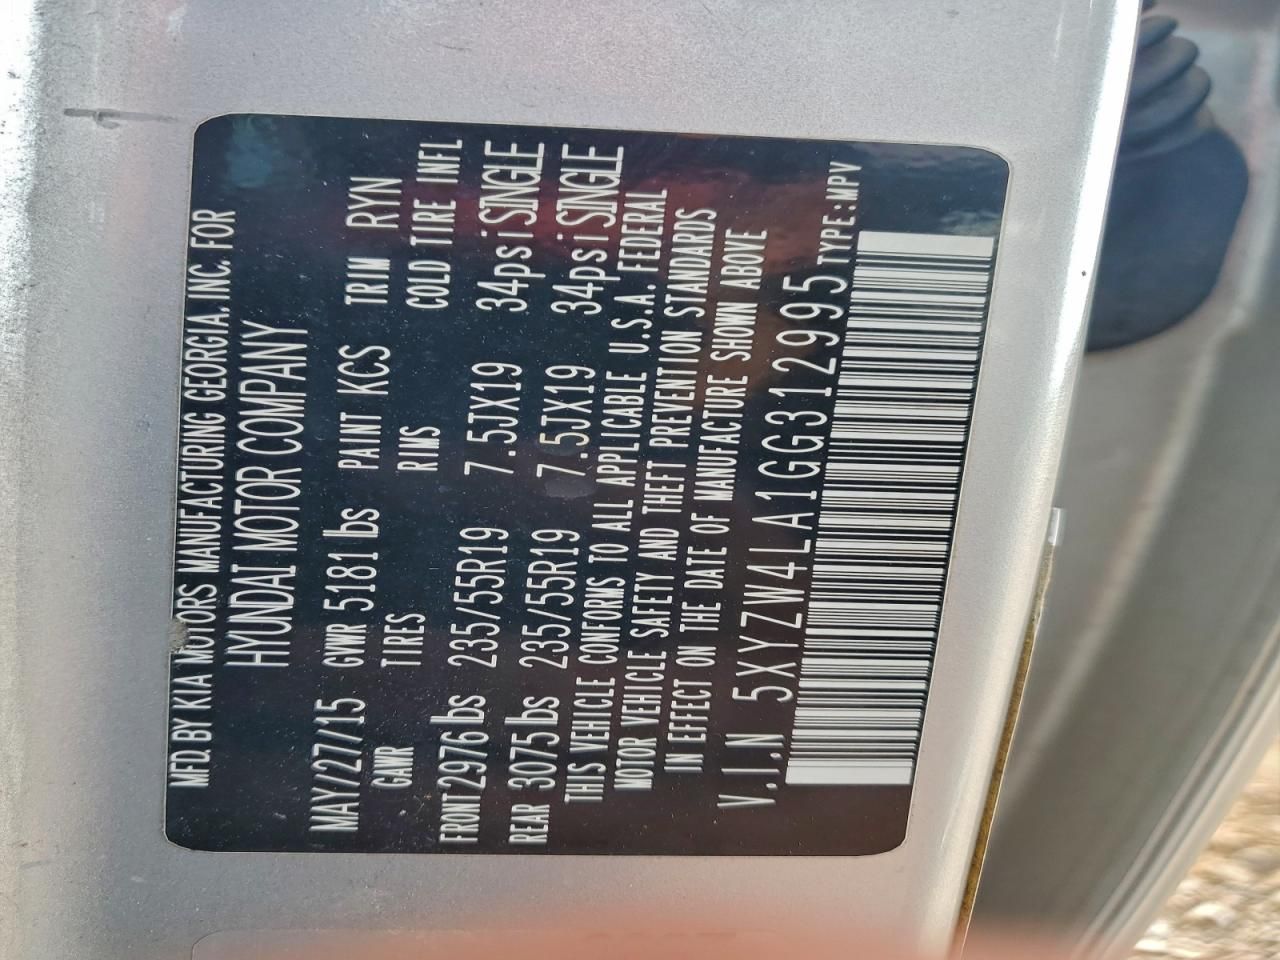 MFD. BY KIA MOTORS MANUFACTURING GEORGIA, INC. FOR
HYUNDAI MOTOR COMPANY
MAY/27/15 GVWR 5181 lbs PAINT KCS TRIM RYN
GAWR TIRES RIMS COLD TIRE INFL
FRONT 2976 lbs 235/55R19 7.5JX19 34psi SINGLE
REAR 3075 lbs 235/55R19 7.5JX19 34psi SINGLE
THIS VEHICLE CONFORMS TO ALL APPLICABLE U.S.A. FEDERAL
MOTOR VEHICLE SAFETY AND THEFT PREVENTION STANDARDS
IN EFFECT ON THE DATE OF MANUFACTURE SHOWN ABOVE
V.I.N 5XYZW4LA1GG312995 TYPE:MPV